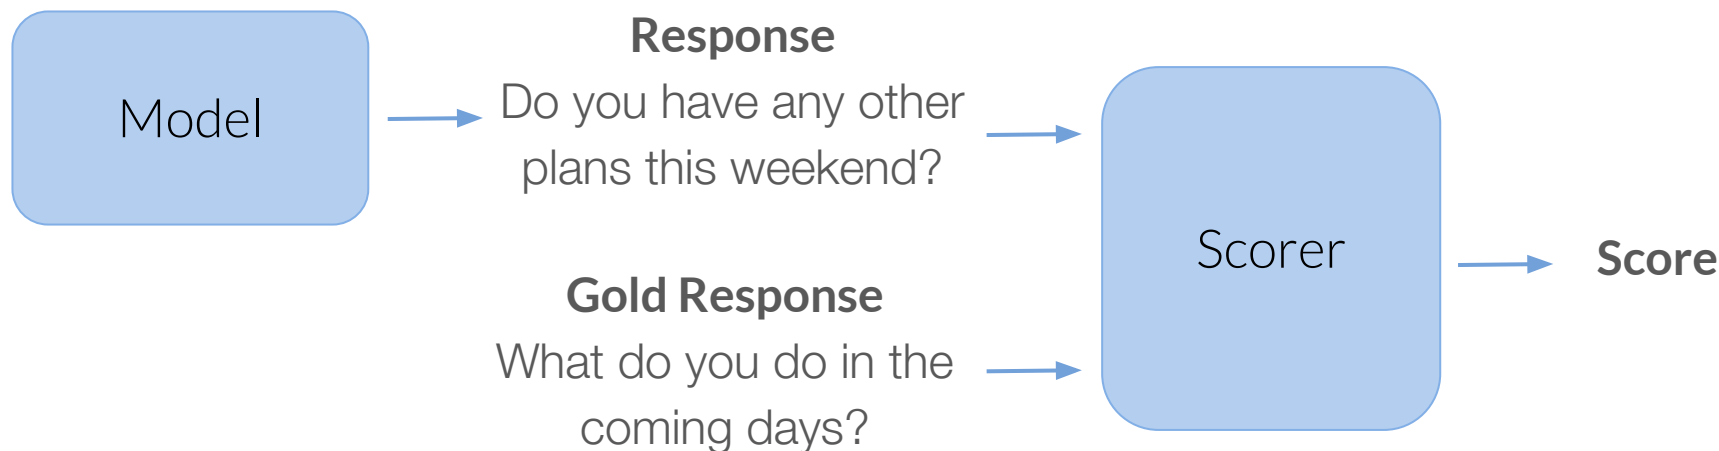 Model
Response
Do you have any other
plans this weekend?
Gold Response
What do you do in the
coming days?
Scorer
Score